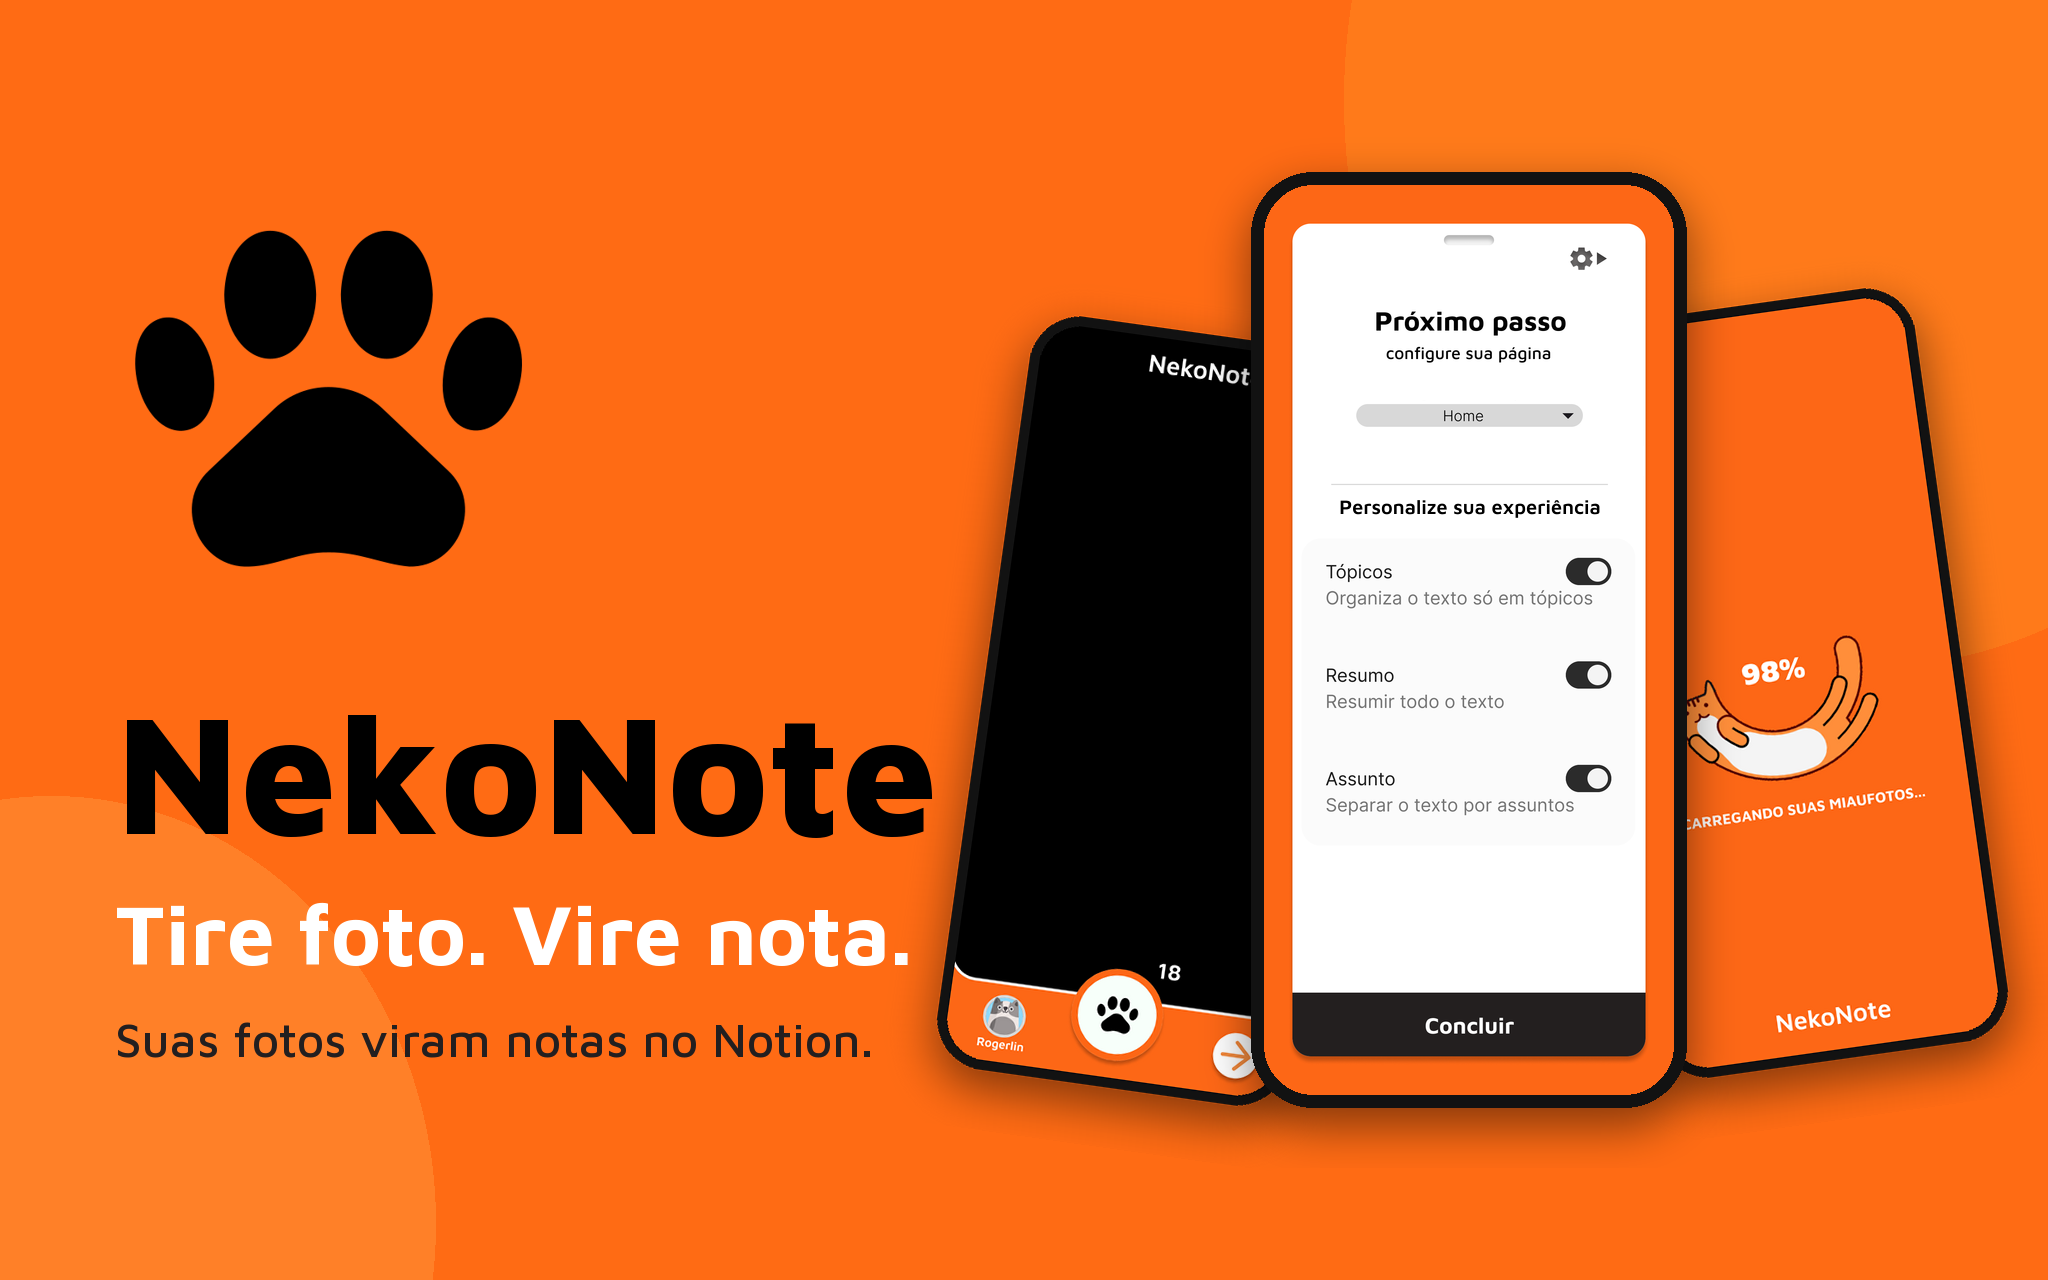 NekoNote
Tire foto. Vire nota.
Suas fotos viram notas no Notion.
18
Rogerlin
Próximo passo
configure sua página
Home
Personalize sua experiência
Tópicos
Organiza o texto só em tópicos
Resumo
Resumir todo o texto
Assunto
Separar o texto por assuntos
Concluir
98%
CARREGANDO SUAS MIAUFOTOS...
NekoNote